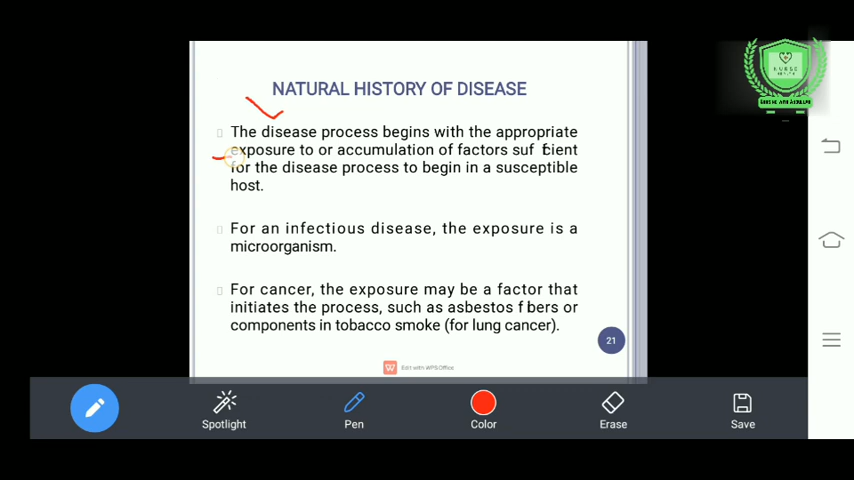 NATURAL HISTORY OF DISEASE
The disease process begins with the appropriate
exposure to or accumulation of factors suf cient
for the disease process to begin in a susceptible
host.
For an infectious disease, the exposure is a
microorganism.
For cancer, the exposure may be a factor that
initiates the process, such as asbestos f bers or
components in tobacco smoke (for lung cancer).
21
Edit with WPS Office
Spotlight
Pen
Color
Erase
Save
NURSE